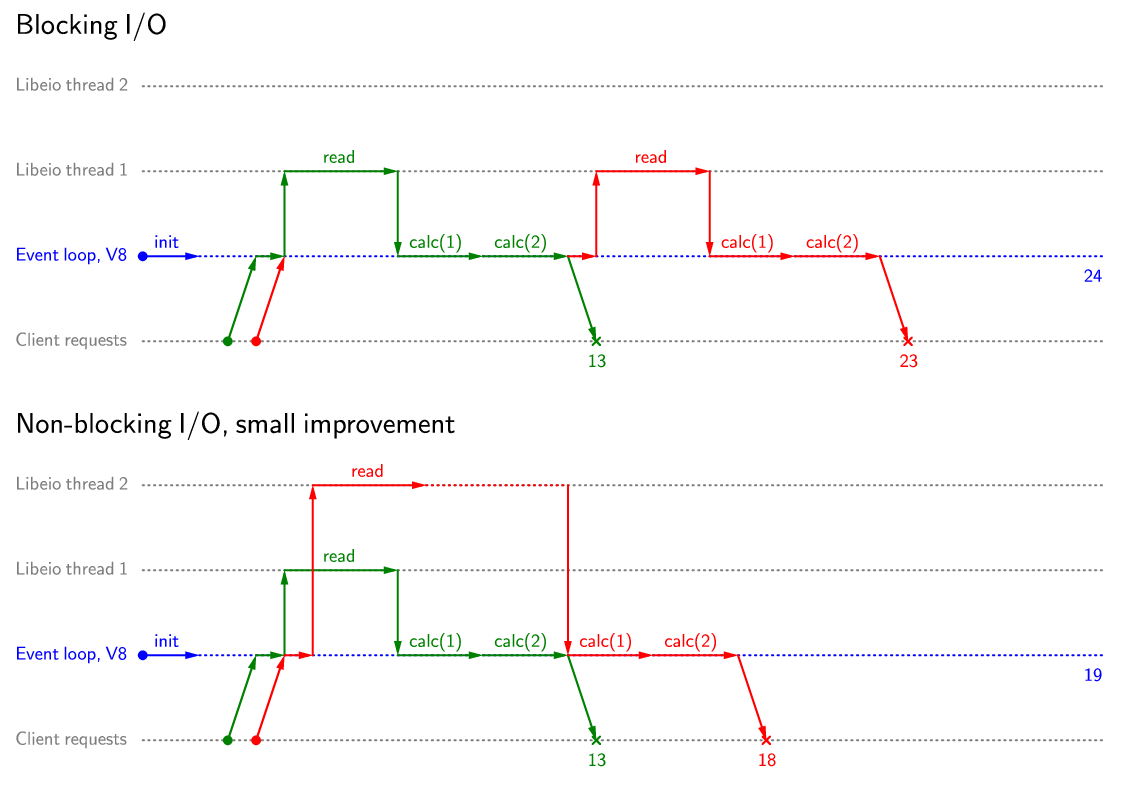 Blocking I/O
Libeio thread 2
Libeio thread 1
read
read
Event loop, V8
init
calc(1)
calc(2)
calc(1)
calc(2)
24
Client requests
13
23
Non-blocking I/O, small improvement
Libeio thread 2
read
Libeio thread 1
read
Event loop, V8
init
calc(1)
calc(2)
calc(1)
calc(2)
19
Client requests
13
18